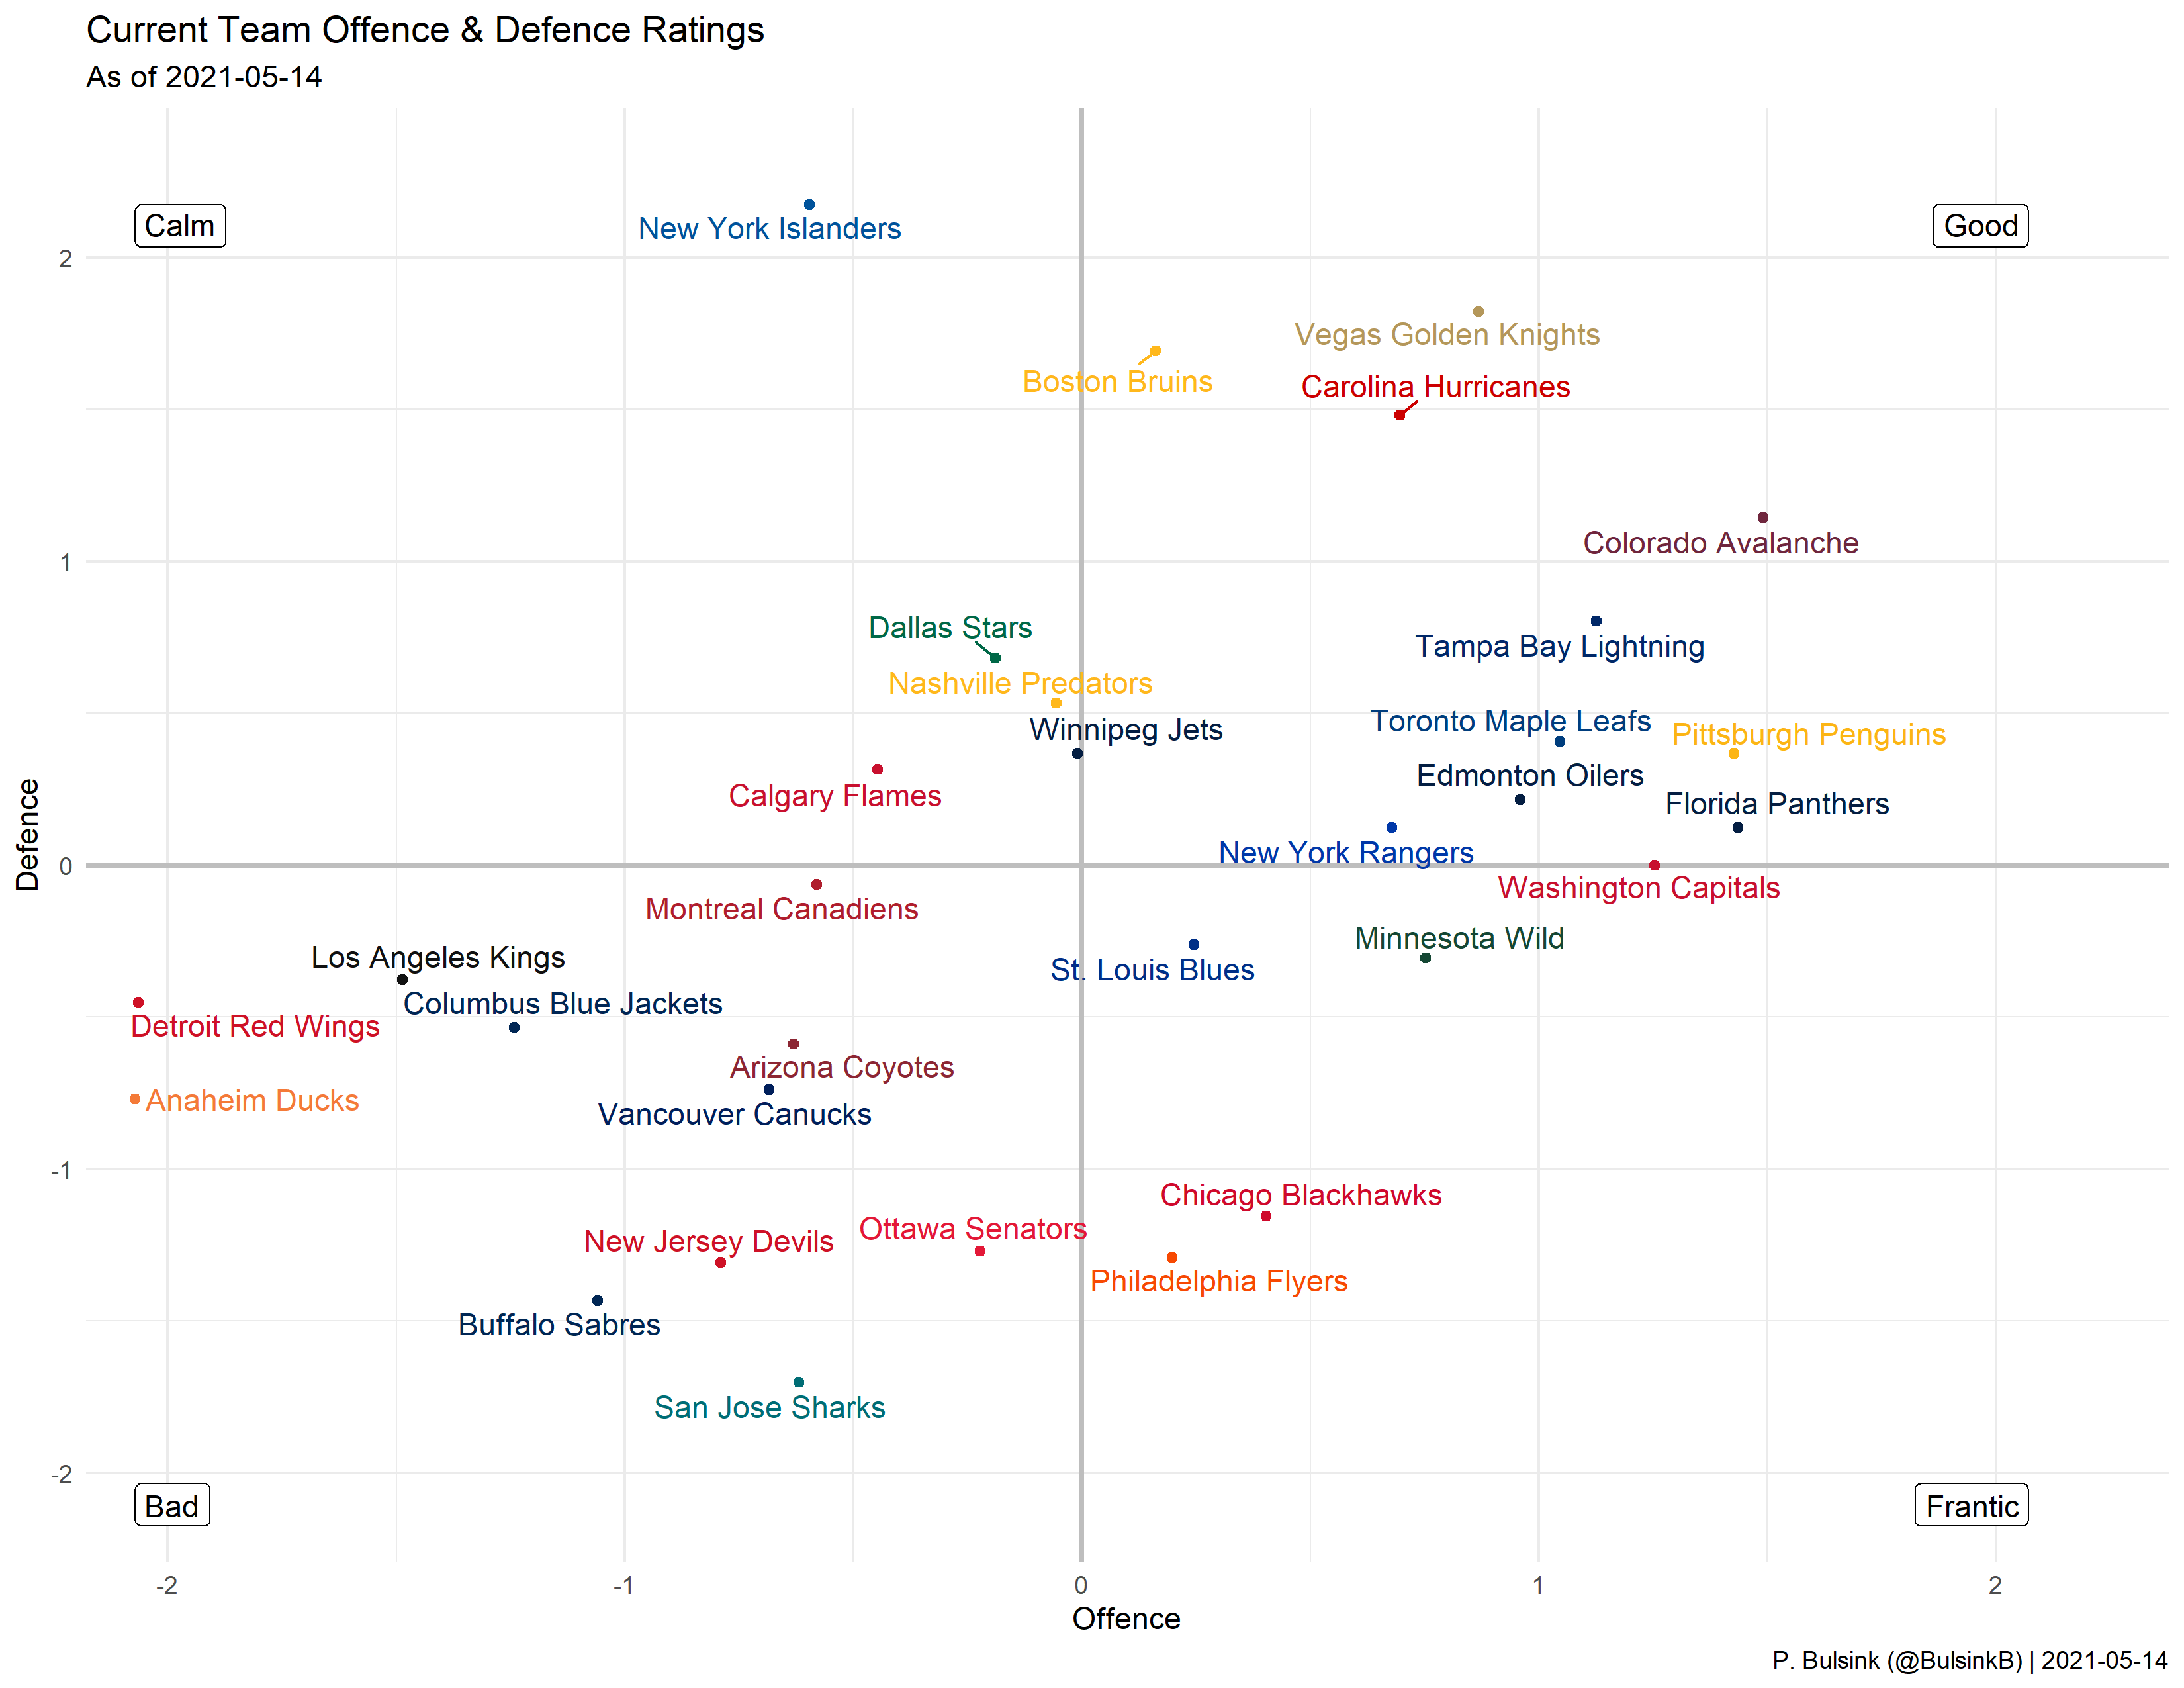 Current Team Offence & Defence Ratings
As of 2021-05-14
Calm
New York Islanders
Good
2
Vegas Golden Knights
Boston Bruins
Carolina Hurricanes
Colorado Avalanche
1
Dallas Stars
Tampa Bay Lightning
Nashville Predators
Toronto Maple Leafs
Winnipeg Jets
Pittsburgh Penguins
Edmonton Oilers
Calgary Flames
Florida Panthers
Defence
New York Rangers
0
Washington Capitals
Montreal Canadiens
Minnesota Wild
Los Angeles Kings
St. Louis Blues
Columbus Blue Jackets
Detroit Red Wings
Arizona Coyotes
Anaheim Ducks
Vancouver Canucks
-1
Chicago Blackhawks
Ottawa Senators
New Jersey Devils
Philadelphia Flyers
Buffalo Sabres
San Jose Sharks
-2
Bad
Frantic
-2 -1 0 1 2
Offence
P. Bulsink (@BulsinkB) | 2021-05-14